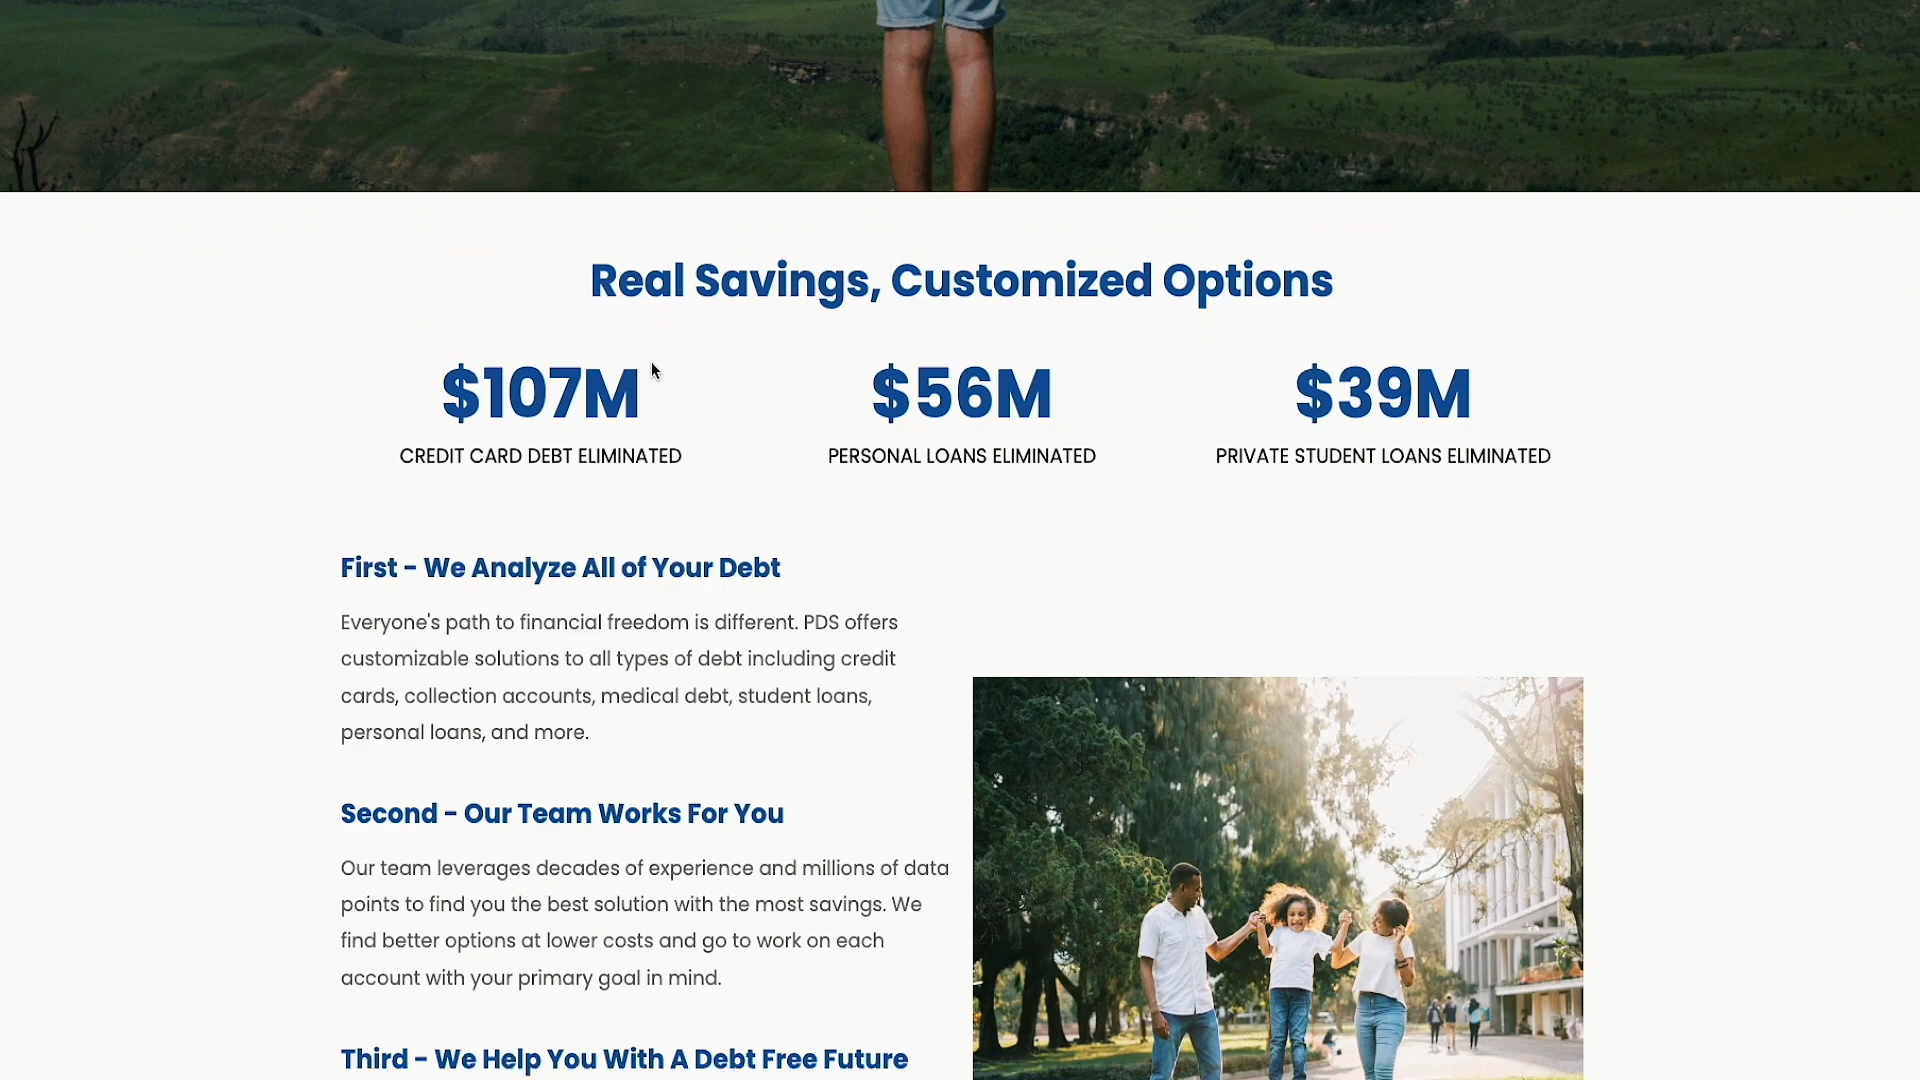 Real Savings, Customized Options
$107M
CREDIT CARD DEBT ELIMINATED
$56M
PERSONAL LOANS ELIMINATED
$39M
PRIVATE STUDENT LOANS ELIMINATED
First - We Analyze All of Your Debt
Everyone's path to financial freedom is different. PDS offers
customizable solutions to all types of debt including credit
cards, collection accounts, medical debt, student loans,
personal loans, and more.
Second - Our Team Works For You
Our team leverages decades of experience and millions of data
points to find you the best solution with the most savings. We
find better options at lower costs and go to work on each
account with your primary goal in mind.
Third - We Help You With A Debt Free Future